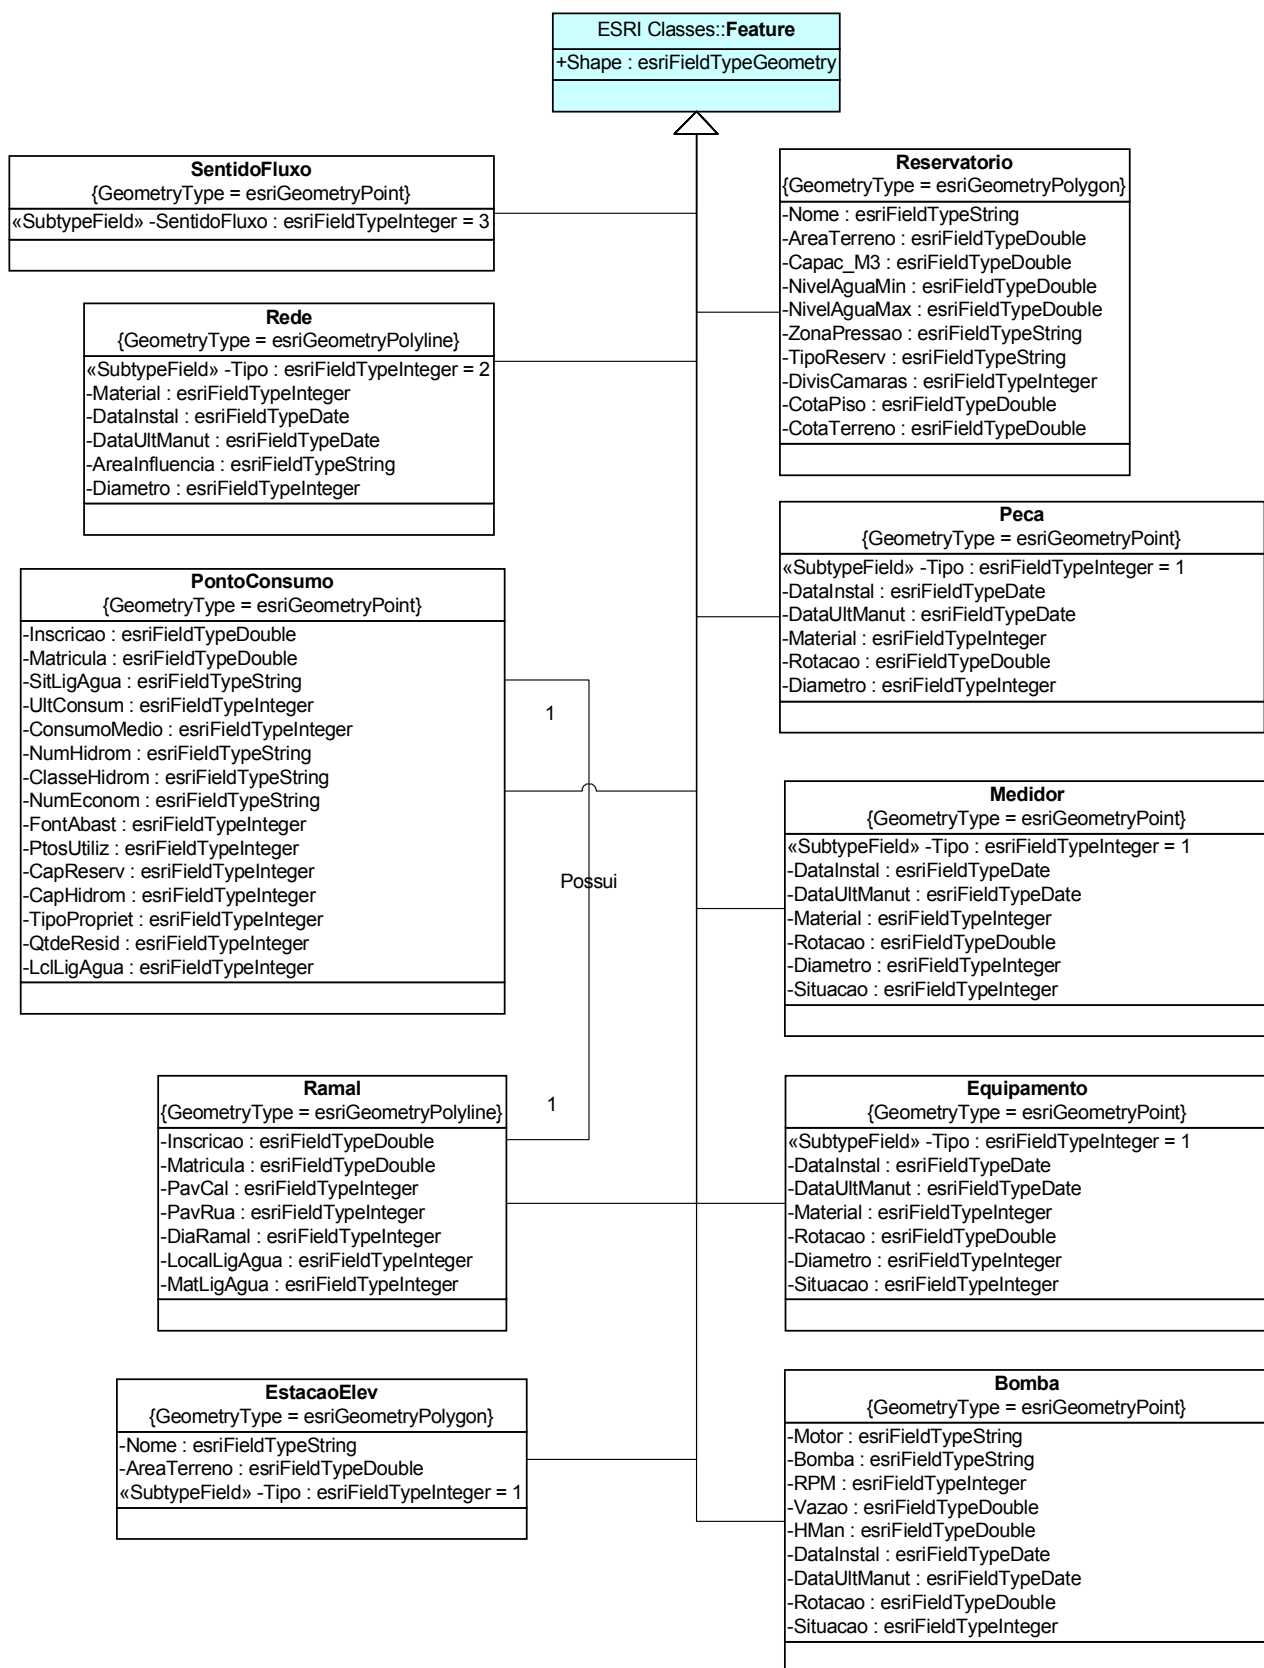 ESRI Classes::Feature
+Shape : esriFieldTypeGeometry
SentidoFluxo
{GeometryType = esriGeometryPoint}
«SubtypeField» -SentidoFluxo : esriFieldTypeInteger = 3
Rede
{GeometryType = esriGeometryPolyline}
«SubtypeField» -Tipo : esriFieldTypeInteger = 2
-Material : esriFieldTypeInteger
-DataInstal : esriFieldTypeDate
-DataUltManut : esriFieldTypeDate
-AreaInfluencia : esriFieldTypeString
-Diametro : esriFieldTypeInteger
PontoConsumo
{GeometryType = esriGeometryPoint}
-Inscricao : esriFieldTypeDouble
-Matricula : esriFieldTypeDouble
-SitLigAgua : esriFieldTypeString
-UltConsum : esriFieldTypeInteger
-ConsumoMedio : esriFieldTypeInteger
-NumHidrom : esriFieldTypeString
-ClasseHidrom : esriFieldTypeString
-NumEconom : esriFieldTypeString
-FontAbast : esriFieldTypeInteger
-PtosUtiliz : esriFieldTypeInteger
-CapReserv : esriFieldTypeInteger
-CapHidrom : esriFieldTypeInteger
-TipoPropriet : esriFieldTypeInteger
-QtdeResid : esriFieldTypeInteger
-LclLigAgua : esriFieldTypeInteger
1
Possui
1
Ramal
{GeometryType = esriGeometryPolyline}
-Inscricao : esriFieldTypeDouble
-Matricula : esriFieldTypeDouble
-PavCal : esriFieldTypeInteger
-PavRua : esriFieldTypeInteger
-DiaRamal : esriFieldTypeInteger
-LocalLigAgua : esriFieldTypeInteger
-MatLigAgua : esriFieldTypeInteger
EstacaoElev
{GeometryType = esriGeometryPolygon}
-Nome : esriFieldTypeString
-AreaTerreno : esriFieldTypeDouble
«SubtypeField» -Tipo : esriFieldTypeInteger = 1
Reservatorio
{GeometryType = esriGeometryPolygon}
-Nome : esriFieldTypeString
-AreaTerreno : esriFieldTypeDouble
-Capac_M3 : esriFieldTypeDouble
-NivelAguaMin : esriFieldTypeDouble
-NivelAguaMax : esriFieldTypeDouble
-ZonaPressao : esriFieldTypeString
-TipoReserv : esriFieldTypeString
-DivisCamaras : esriFieldTypeInteger
-CotaPiso : esriFieldTypeDouble
-CotaTerreno : esriFieldTypeDouble
Peca
{GeometryType = esriGeometryPoint}
«SubtypeField» -Tipo : esriFieldTypeInteger = 1
-DataInstal : esriFieldTypeDate
-DataUltManut : esriFieldTypeDate
-Material : esriFieldTypeInteger
-Rotacao : esriFieldTypeDouble
-Diametro : esriFieldTypeInteger
Medidor
{GeometryType = esriGeometryPoint}
«SubtypeField» -Tipo : esriFieldTypeInteger = 1
-DataInstal : esriFieldTypeDate
-DataUltManut : esriFieldTypeDate
-Material : esriFieldTypeInteger
-Rotacao : esriFieldTypeDouble
-Diametro : esriFieldTypeInteger
-Situacao : esriFieldTypeInteger
Equipamento
{GeometryType = esriGeometryPoint}
«SubtypeField» -Tipo : esriFieldTypeInteger = 1
-DataInstal : esriFieldTypeDate
-DataUltManut : esriFieldTypeDate
-Material : esriFieldTypeInteger
-Rotacao : esriFieldTypeDouble
-Diametro : esriFieldTypeInteger
-Situacao : esriFieldTypeInteger
Bomba
{GeometryType = esriGeometryPoint}
-Motor : esriFieldTypeString
-Bomba : esriFieldTypeString
-RPM : esriFieldTypeInteger
-Vazao : esriFieldTypeDouble
-HMan : esriFieldTypeDouble
-DataInstal : esriFieldTypeDate
-DataUltManut : esriFieldTypeDate
-Rotacao : esriFieldTypeDouble
-Situacao : esriFieldTypeInteger